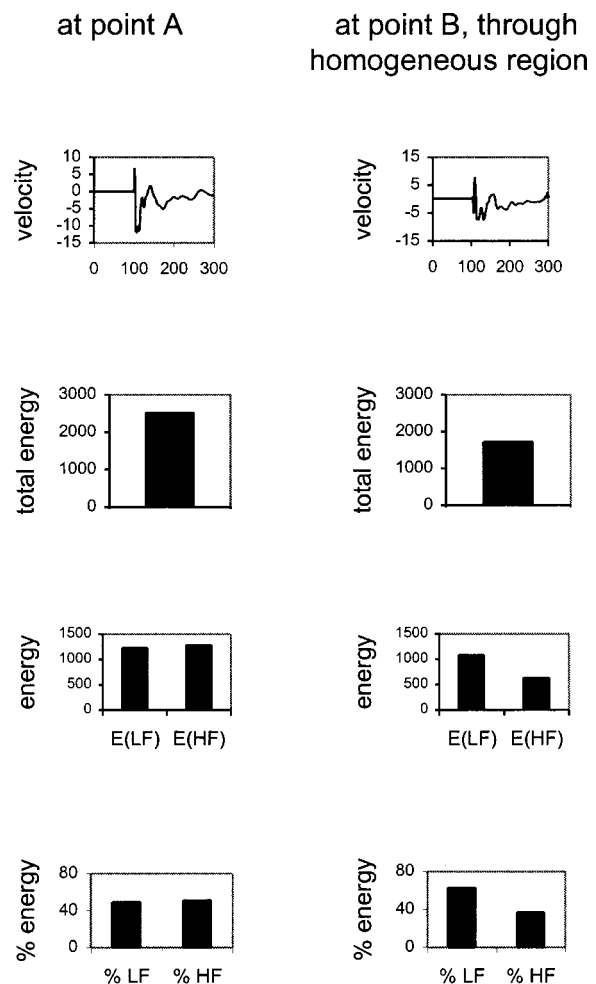 at point A
at point B, through
homogeneous region
velocity
10
5
0
-5
-10
-15
0 100 200 300
velocity
15
5
-5
-15
0 100 200 300
total energy
3000
2000
1000
0
total energy
3000
2000
1000
0
energy
1500
1000
500
0
E(LF) E(HF)
energy
1500
1000
500
0
E(LF) E(HF)
% energy
80
40
0
% LF % HF
% energy
80
40
0
% LF % HF